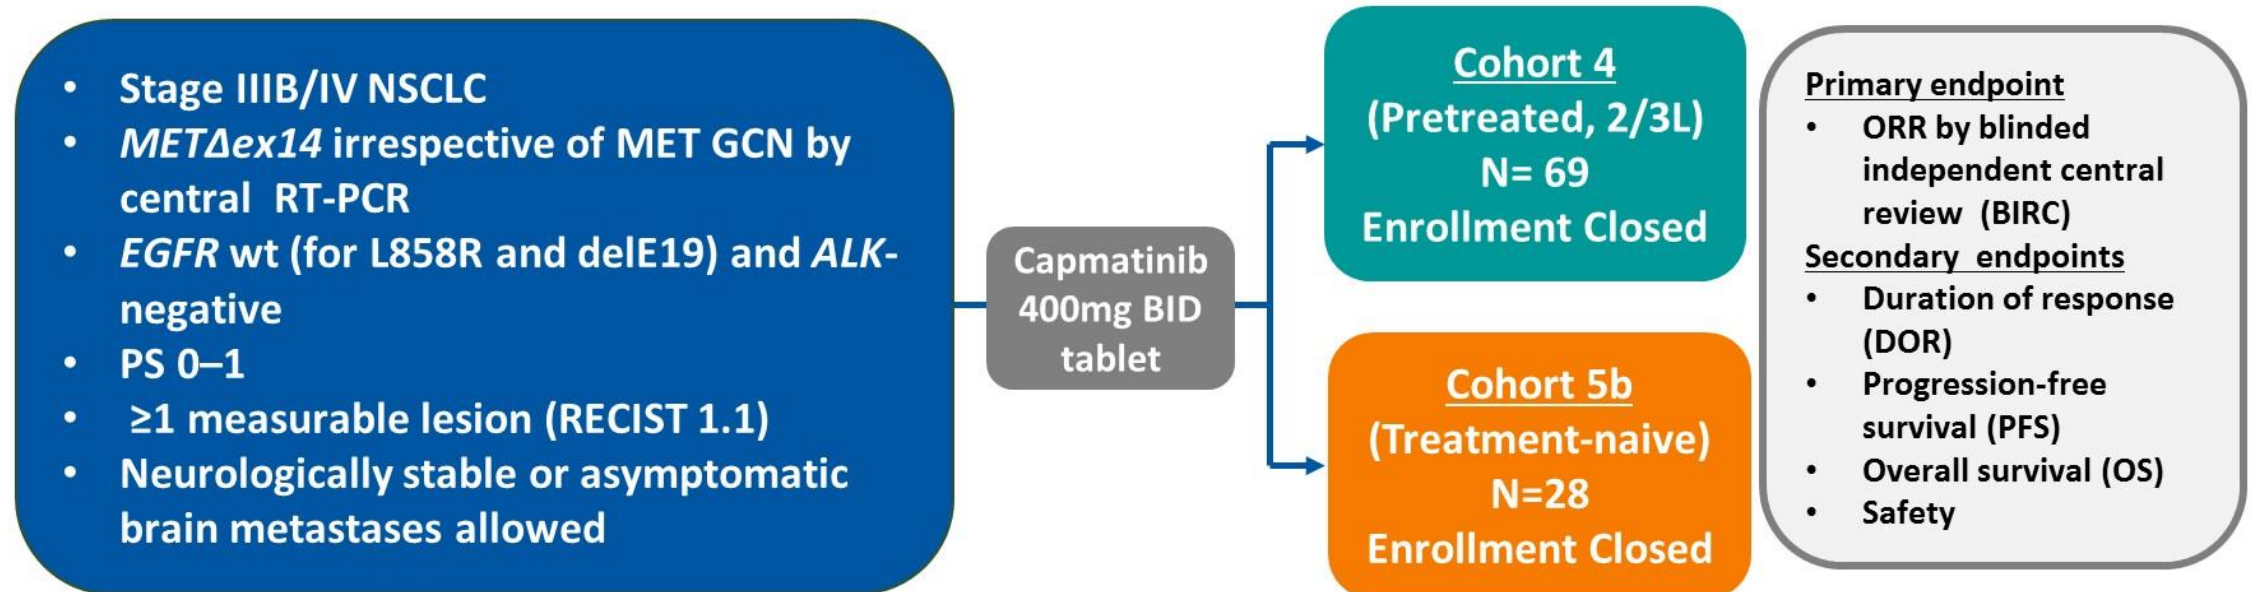 • Stage IIIB/IV NSCLC
• METΔex14 irrespective of MET GCN by
central RT-PCR
• EGFR wt (for L858R and delE19) and ALK-
negative
• PS 0–1
• ≥1 measurable lesion (RECIST 1.1)
• Neurologically stable or asymptomatic
brain metastases allowed
Capmatinib
400mg BID
tablet
Cohort 4
(Pretreated, 2/3L)
N= 69
Enrollment Closed
Cohort 5b
(Treatment-naive)
N=28
Enrollment Closed
Primary endpoint
• ORR by blinded
independent central
review (BIRC)
Secondary endpoints
• Duration of response
(DOR)
• Progression-free
survival (PFS)
• Overall survival (OS)
• Safety